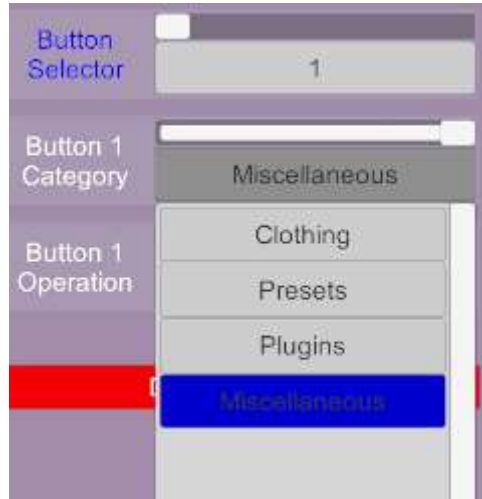 Button
Selector
1
Button 1
Category
Miscellaneous
Button 1
Operation
Clothing
Presets
Plugins
Miscellaneous